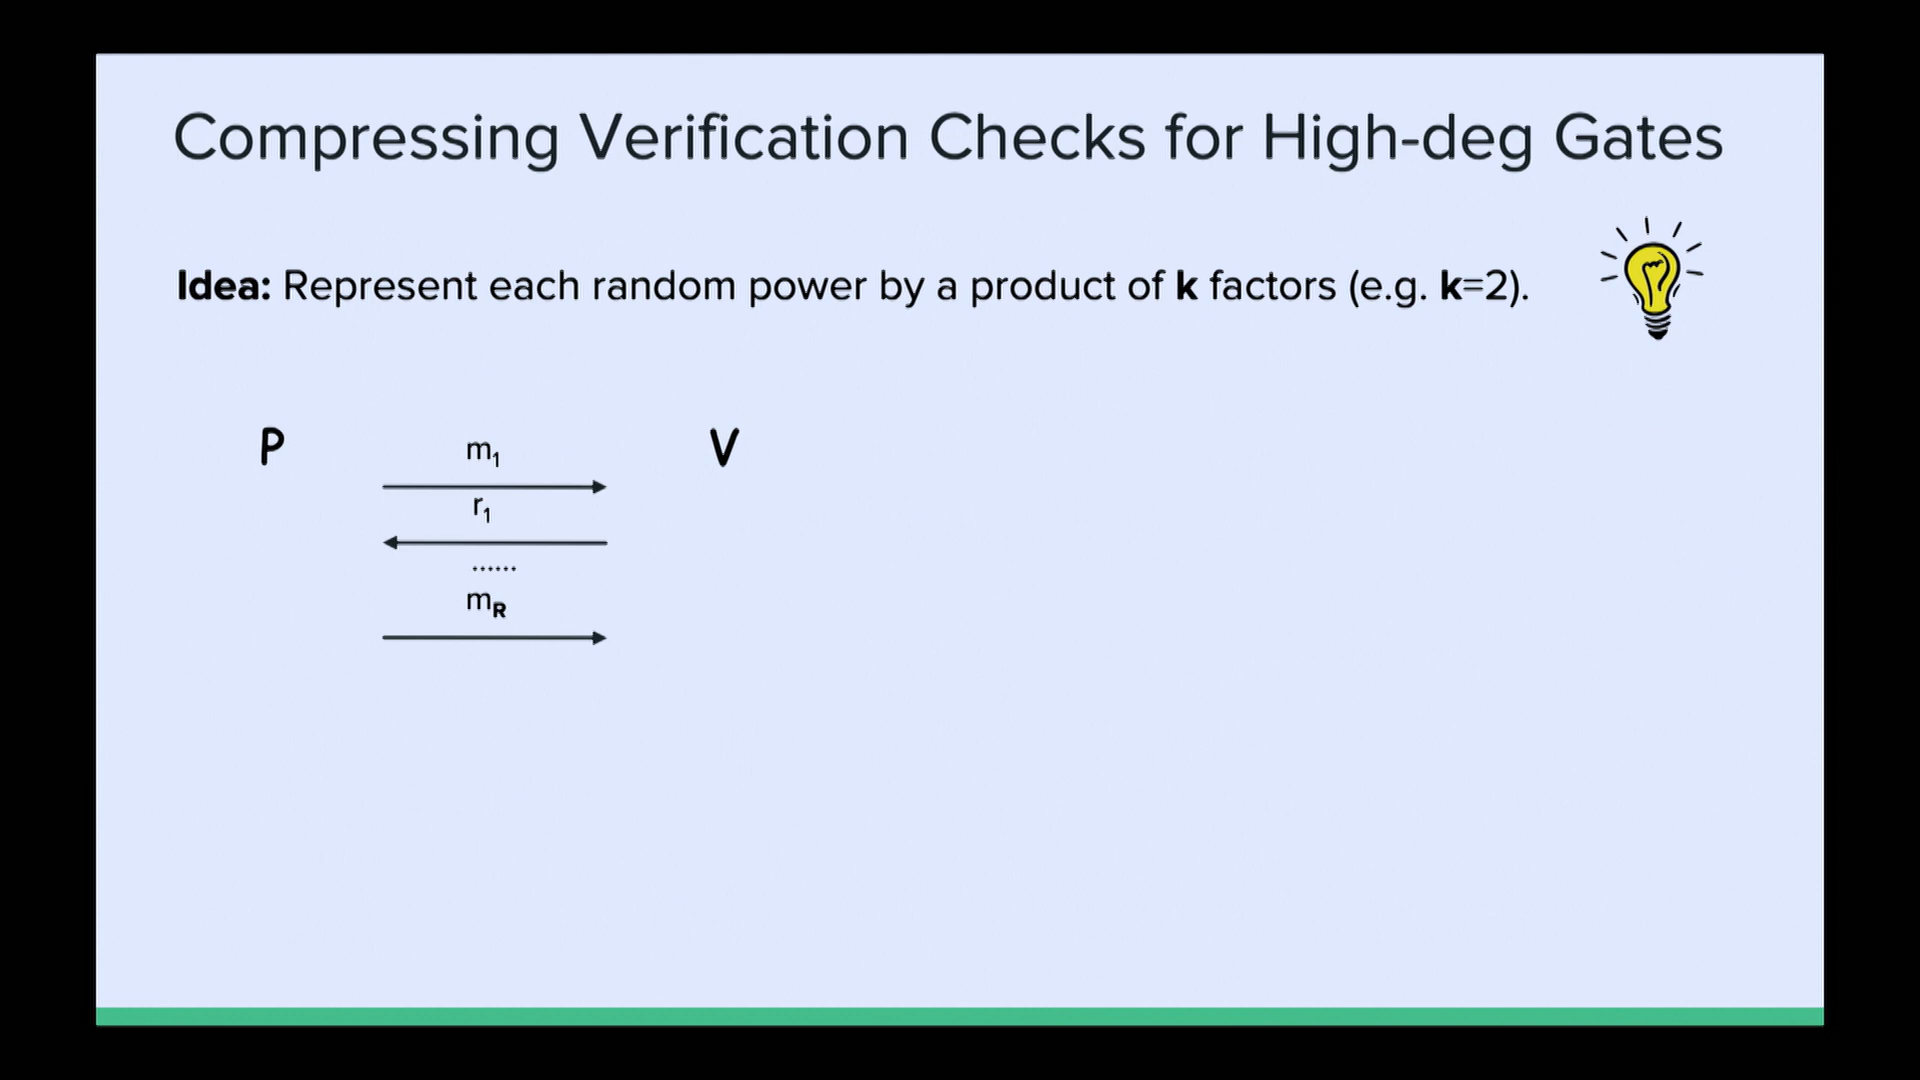 Compressing Verification Checks for High-deg Gates
Idea: Represent each random power by a product of k factors (e.g. k=2).
P
V
m₁
r₁
......
mR